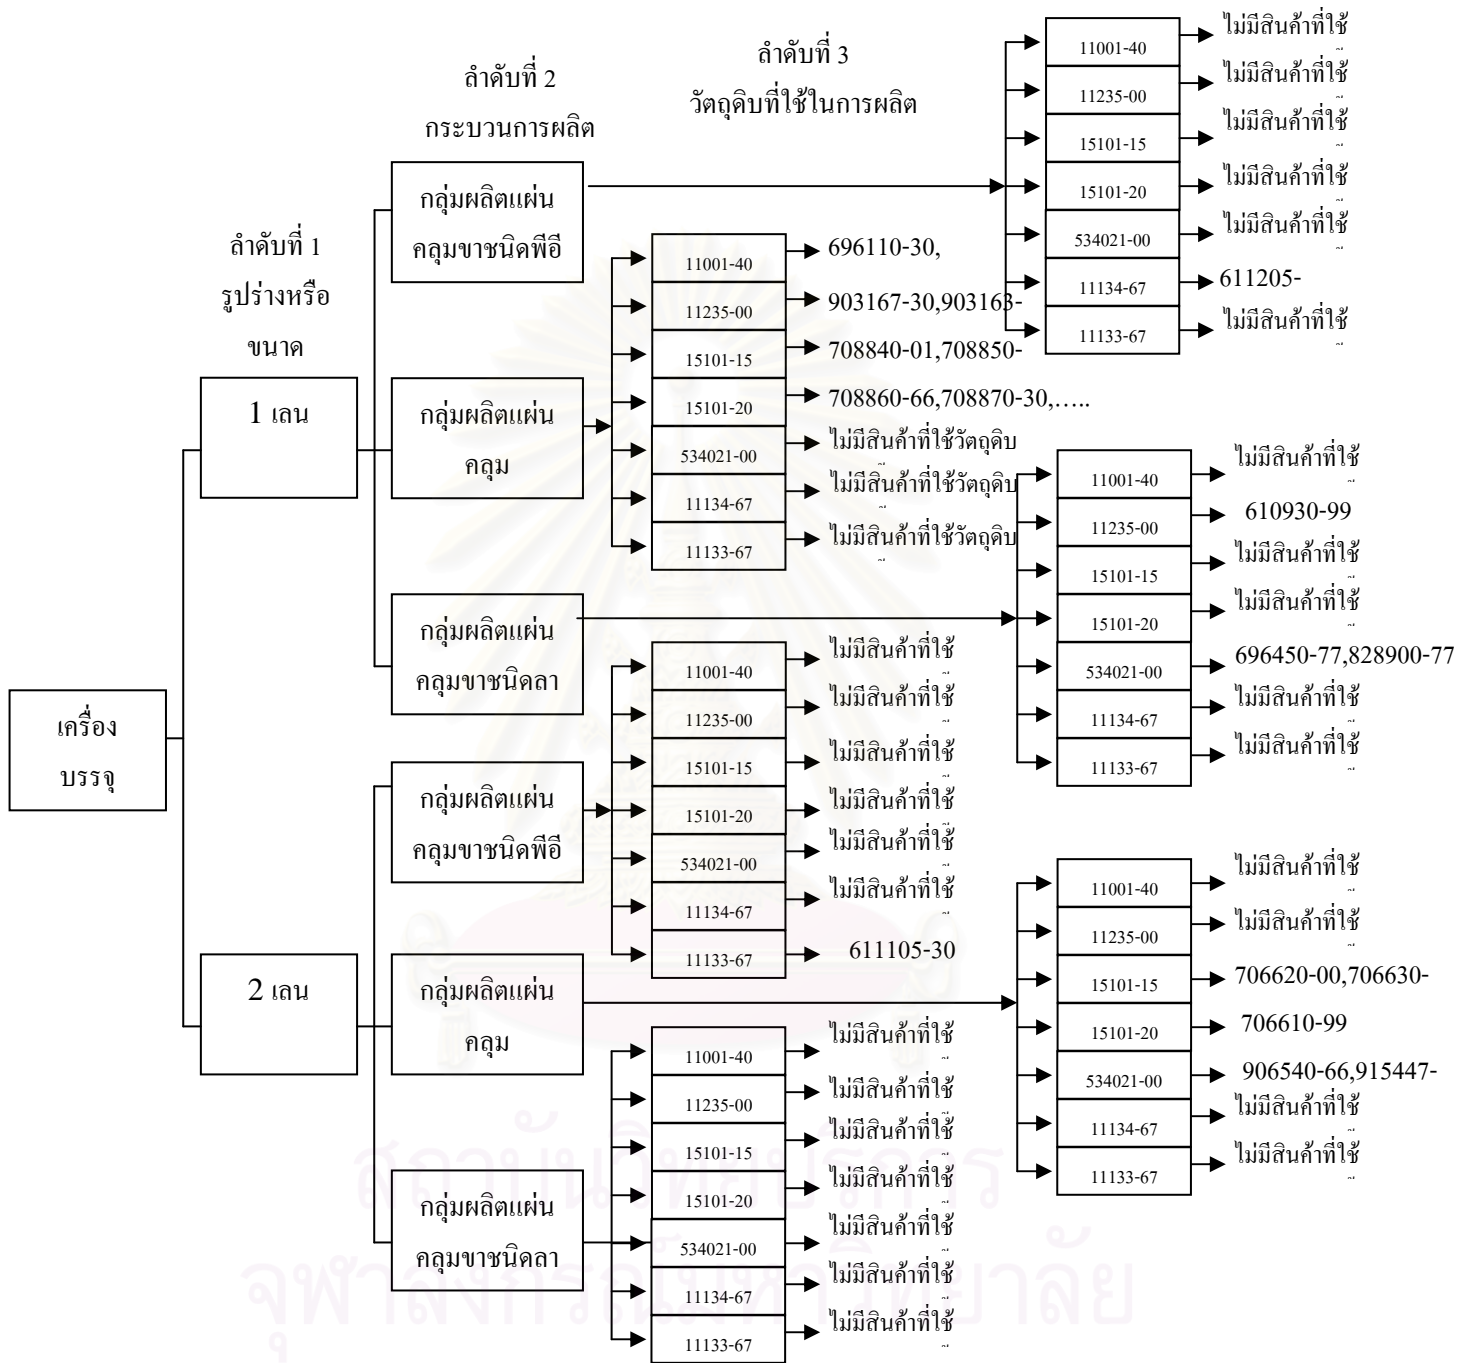 ลำดับที่ 1
รูปร่างหรือ
ขนาด
ลำดับที่ 2
กระบวนการผลิต
ลำดับที่ 3
วัตถุดิบที่ใช้ในการผลิต
เครื่อง
บรรจุ
1 เลน
กลุ่มผลิตแผ่น
คลุมขาชนิดพีอี
11001-40 ไม่มีสินค้าที่ใช้
11235-00 ไม่มีสินค้าที่ใช้
15101-15 ไม่มีสินค้าที่ใช้
15101-20 ไม่มีสินค้าที่ใช้
534021-00 ไม่มีสินค้าที่ใช้
11134-67 611205-
11133-67 ไม่มีสินค้าที่ใช้
กลุ่มผลิตแผ่น
คลุม
11001-40 696110-30,
11235-00 903167-30,903163-
15101-15 708840-01,708850-
15101-20 708860-66,708870-30,.....
534021-00 ไม่มีสินค้าที่ใช้วัตถุดิบ
11134-67 ไม่มีสินค้าที่ใช้วัตถุดิบ
11133-67 ไม่มีสินค้าที่ใช้วัตถุดิบ
กลุ่มผลิตแผ่น
คลุมขาชนิดลา
11001-40 ไม่มีสินค้าที่ใช้
11235-00 610930-99
15101-15 ไม่มีสินค้าที่ใช้
15101-20 ไม่มีสินค้าที่ใช้
534021-00 696450-77,828900-77
11134-67 ไม่มีสินค้าที่ใช้
11133-67 ไม่มีสินค้าที่ใช้
2 เลน
กลุ่มผลิตแผ่น
คลุมขาชนิดพีอี
11001-40 ไม่มีสินค้าที่ใช้
11235-00 ไม่มีสินค้าที่ใช้
15101-15 ไม่มีสินค้าที่ใช้
15101-20 ไม่มีสินค้าที่ใช้
534021-00 ไม่มีสินค้าที่ใช้
11134-67 ไม่มีสินค้าที่ใช้
11133-67 611105-30
กลุ่มผลิตแผ่น
คลุม
11001-40 ไม่มีสินค้าที่ใช้
11235-00 ไม่มีสินค้าที่ใช้
15101-15 706620-00,706630-
15101-20 706610-99
534021-00 906540-66,915447-
11134-67 ไม่มีสินค้าที่ใช้
11133-67 ไม่มีสินค้าที่ใช้
กลุ่มผลิตแผ่น
คลุมขาชนิดลา
11001-40 ไม่มีสินค้าที่ใช้
11235-00 ไม่มีสินค้าที่ใช้
15101-15 ไม่มีสินค้าที่ใช้
15101-20 ไม่มีสินค้าที่ใช้
534021-00 ไม่มีสินค้าที่ใช้
11134-67 ไม่มีสินค้าที่ใช้
11133-67 ไม่มีสินค้าที่ใช้
สถาบันวิทยบริการ
จุฬาลงกรณ์มหาวิทยาลัย